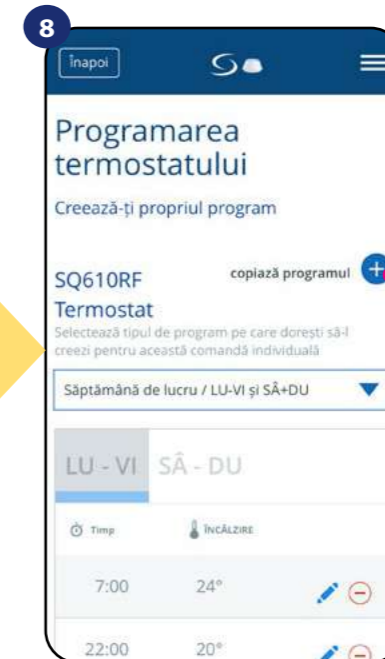 8
Înapoi
Programarea
termostatului
Creează-ți propriul program
copiază programul
SQ610RF
Termostat
Selectează tipul de program pe care dorești să-l
creezi pentru această comandă individuală
Săptămână de lucru / LU-VI și SÂ+DU
LU - VI SÂ - DU
Timp ÎNCĂLZIRE
7:00 24°
22:00 20°